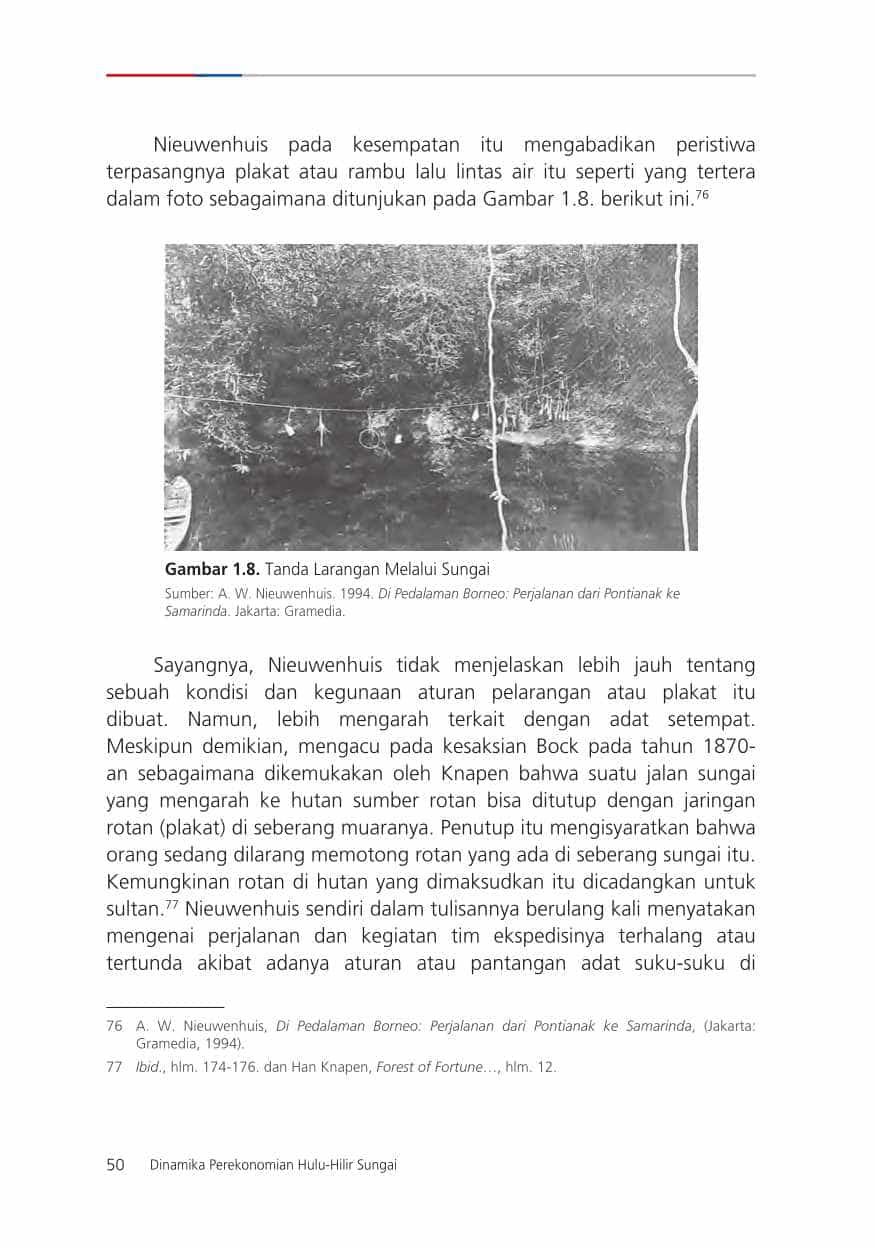 Nieuwenhuis pada kesempatan itu mengabadikan peristiwa
terpasangnya plakat atau rambu lalu lintas air itu seperti yang tertera
dalam foto sebagaimana ditunjukan pada Gambar 1.8. berikut ini.76
Gambar 1.8. Tanda Larangan Melalui Sungai
Sumber: A. W. Nieuwenhuis. 1994. Di Pedalaman Borneo: Perjalanan dari Pontianak ke
Samarinda. Jakarta: Gramedia.
Sayangnya, Nieuwenhuis tidak menjelaskan lebih jauh tentang
sebuah kondisi dan kegunaan aturan pelarangan atau plakat itu
dibuat. Namun, lebih mengarah terkait dengan adat setempat.
Meskipun demikian, mengacu pada kesaksian Bock pada tahun 1870-
an sebagaimana dikemukakan oleh Knapen bahwa suatu jalan sungai
yang mengarah ke hutan sumber rotan bisa ditutup dengan jaringan
rotan (plakat) di seberang muaranya. Penutup itu mengisyaratkan bahwa
orang sedang dilarang memotong rotan yang ada di seberang sungai itu.
Kemungkinan rotan di hutan yang dimaksudkan itu dicadangkan untuk
sultan.77 Nieuwenhuis sendiri dalam tulisannya berulang kali menyatakan
mengenai perjalanan dan kegiatan tim ekspedisinya terhalang atau
tertunda akibat adanya aturan atau pantangan adat suku-suku di
76 A. W. Nieuwenhuis, Di Pedalaman Borneo: Perjalanan dari Pontianak ke Samarinda, (Jakarta:
Gramedia, 1994).
77 Ibid., hlm. 174-176. dan Han Knapen, Forest of Fortune…, hlm. 12.
50 Dinamika Perekonomian Hulu-Hilir Sungai